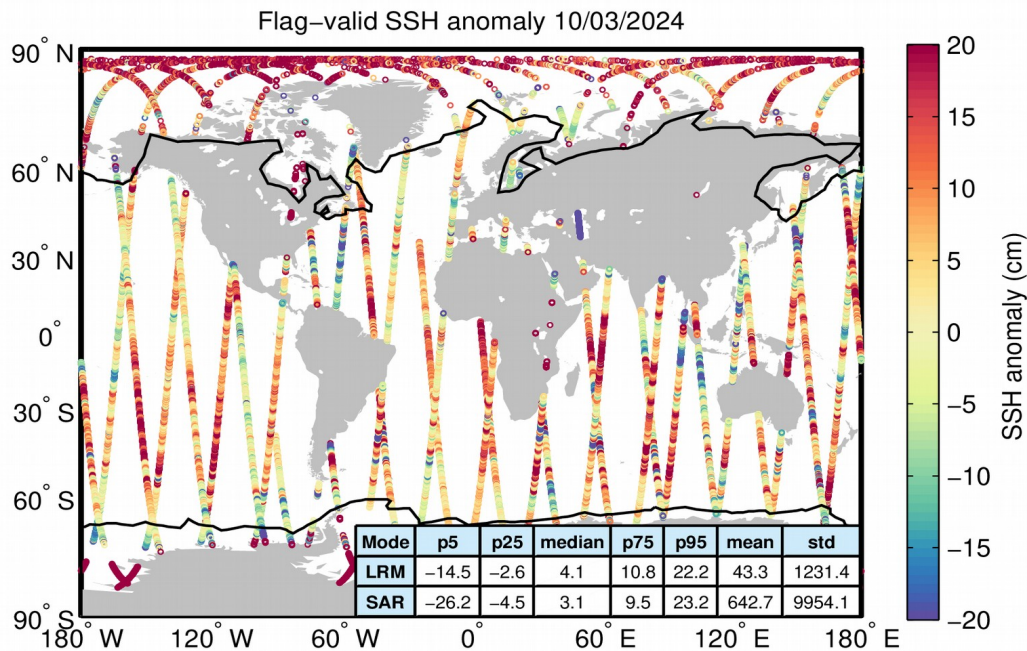 Flag−valid SSH anomaly 10/03/2024
90° N
60° N
30° N
0°
30° S
60° S
90° S
180° W
120° W
60° W
0°
60° E
120° E
180° E
Mode p5 p25 median p75 p95 mean std
LRM −14.5 −2.6 4.1 10.8 22.2 43.3 1231.4
SAR −26.2 −4.5 3.1 9.5 23.2 642.7 9954.1
20
15
10
5
0
−5
−10
−15
−20
SSH anomaly (cm)